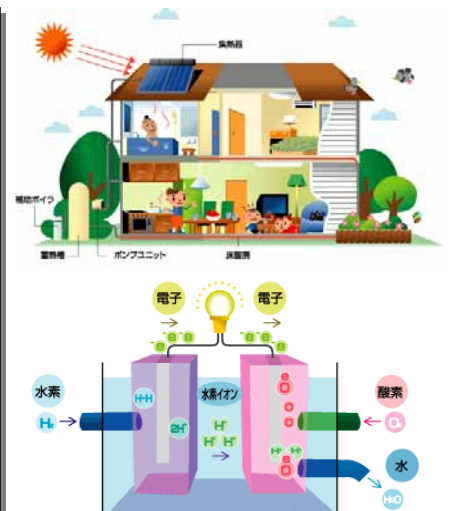 集熱器
補助ボイラ
蓄熱槽
ポンプユニット
床暖房
電子
電子
水素
水素イオン
酸素
H₂
H-H
2H⁺
H⁺
H⁺ H⁺
O
O
O
O₂
H⁺ H⁺
O
水
H₂O